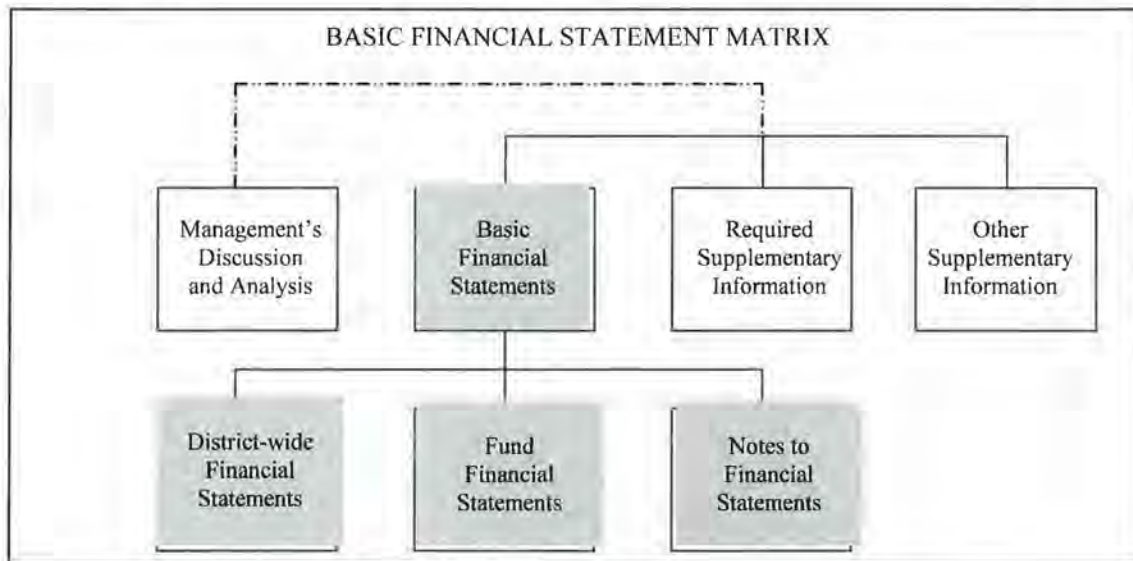 BASIC FINANCIAL STATEMENT MATRIX
Management's
Discussion
and Analysis
Basic
Financial
Statements
Required
Supplementary
Information
Other
Supplementary
Information
District-wide
Financial
Statements
Fund
Financial
Statements
Notes to
Financial
Statements